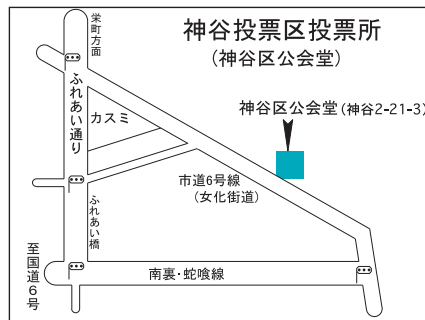 神谷投票区投票所
(神谷区公会堂)
栄町方面
ふれあい通り
カスミ
神谷区公会堂(神谷2-21-3)
市道6号線
(女化街道)
ふれあい橋
至国道6号
南裏・蛇喰線